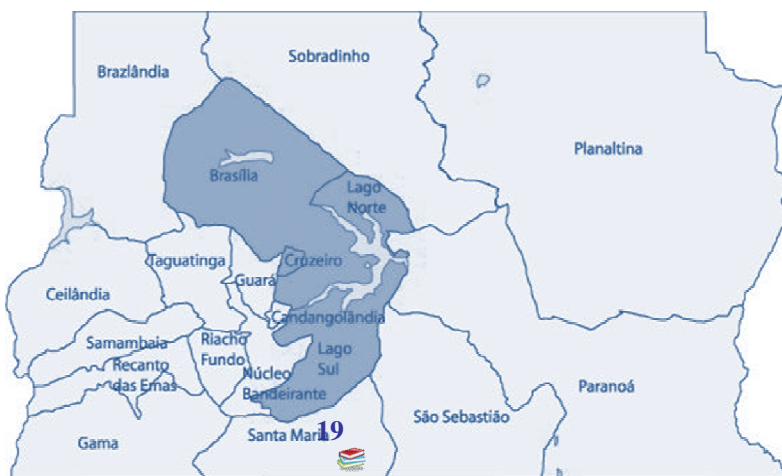 Sobradinho
Brazlândia
Planaltina
Brasília
Lago
Norte
Taguatinga
Cruzeiro
Guará
Ceilândia
Candangolândia
Samambaia
Riacho
Fundo
Lago
Sul
Recanto
das Emas
Núcleo
Bandeirante
Paranoá
São Sebastião
Gama
Santa Maria
19